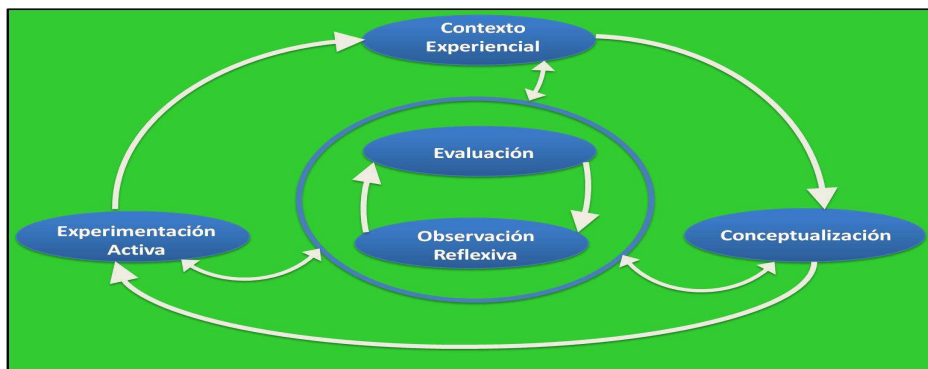 Contexto
Experiencial
Evaluación
Experimentación
Activa
Observación
Reflexiva
Conceptualización